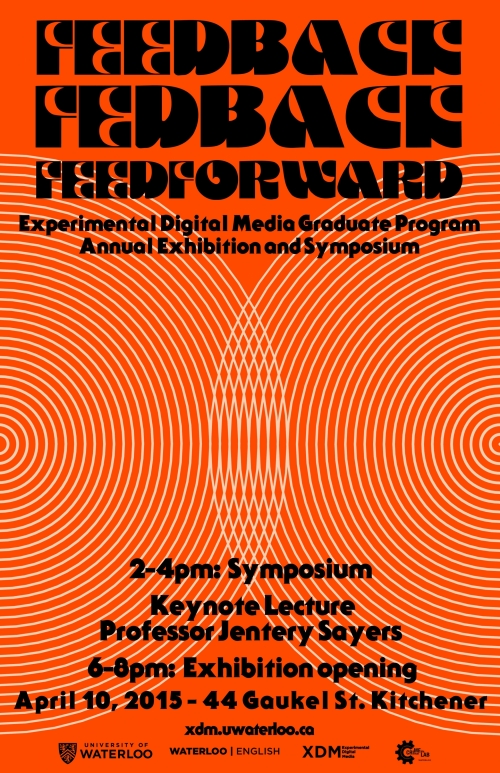 FEEDBACK
FEDBACK
FEEDFORWARD
Experimental Digital Media Graduate Program
Annual Exhibition and Symposium
2-4pm: Symposium
Keynote Lecture
Professor Jentery Sayers
6-8pm: Exhibition opening
April 10, 2015 - 44 Gaukel St. Kitchener
xdm.uwaterloo.ca
UNIVERSITY OF
WATERLOO
WATERLOO | ENGLISH
XDM Experimental
Digital
Media